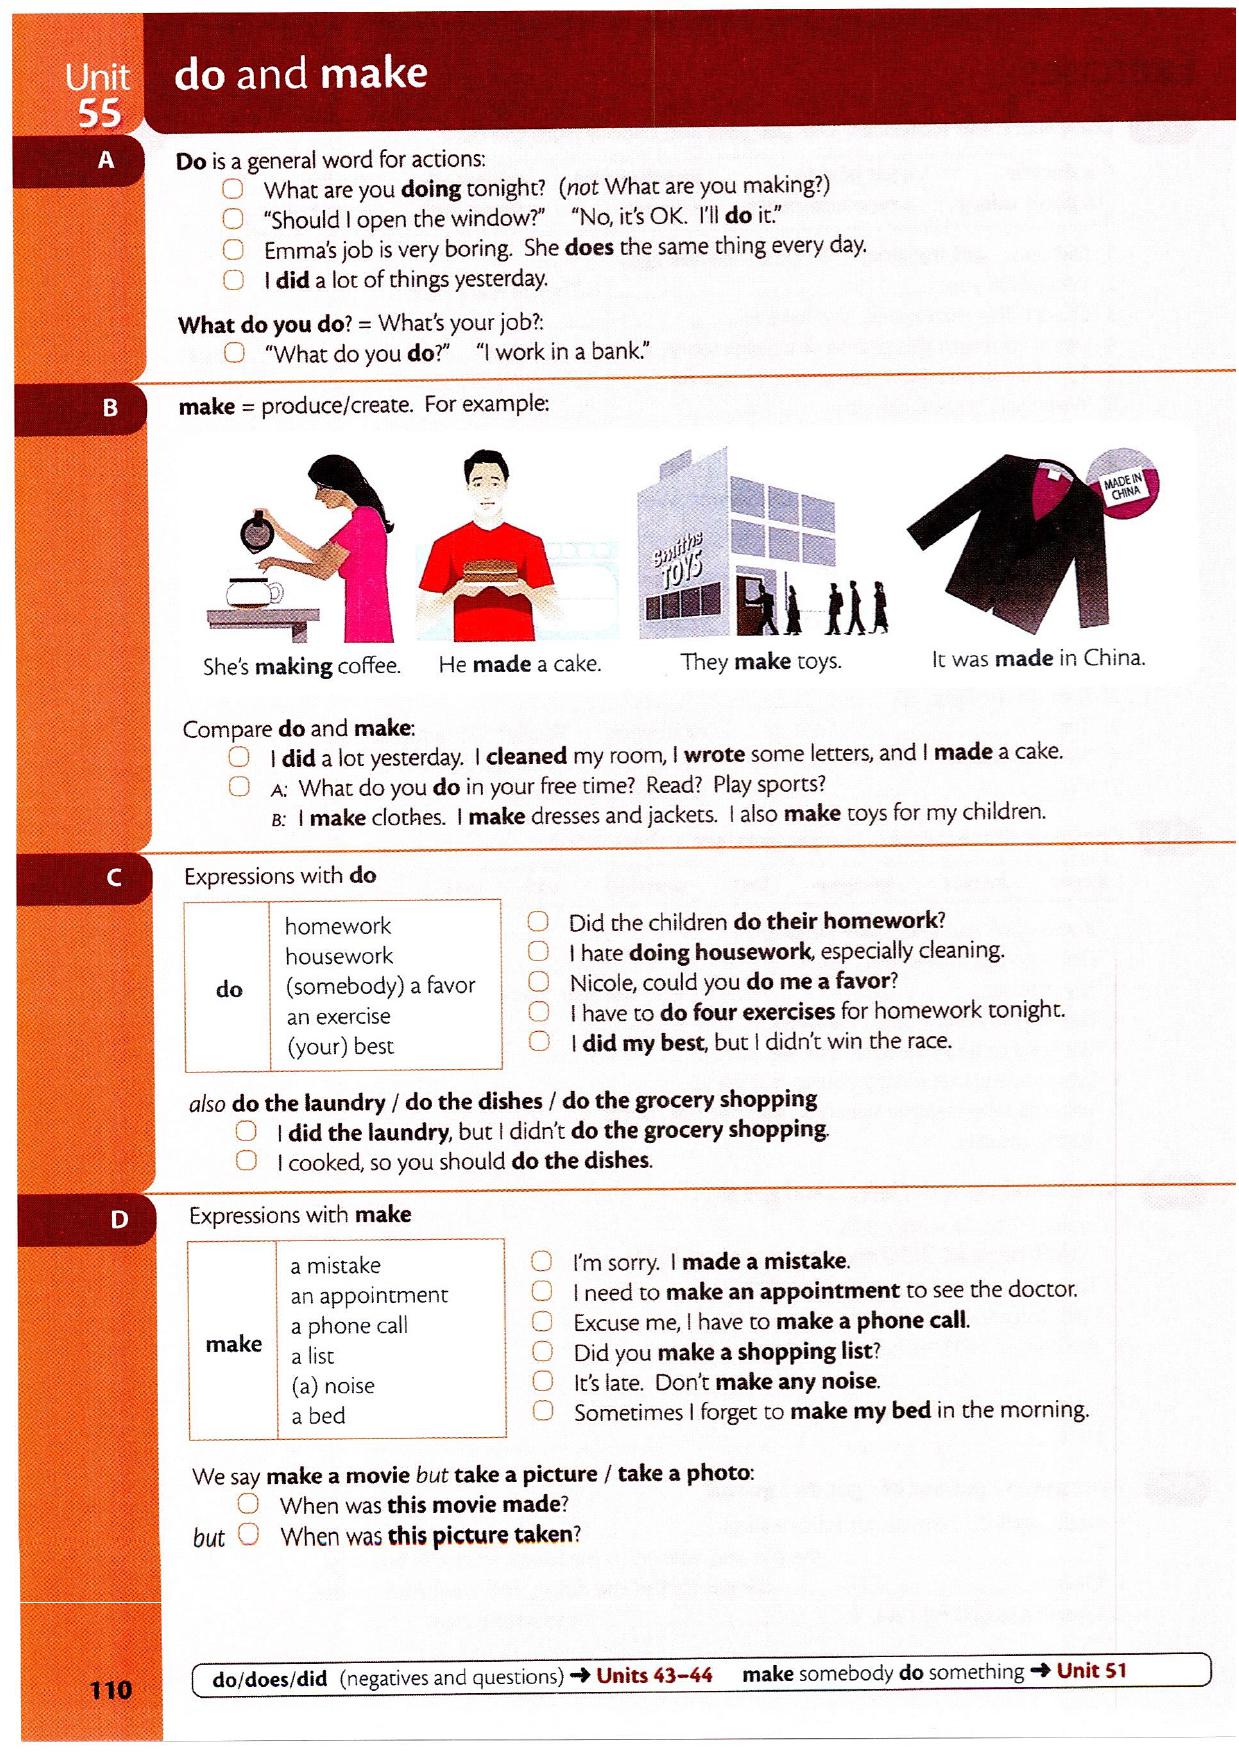 Unit
55
do and make
A
Do is a general word for actions:
What are you doing tonight? (not What are you making?)
"Should I open the window?" "No, it's OK. I'll do it."
Emma's job is very boring. She does the same thing every day.
I did a lot of things yesterday.
What do you do? = What's your job?:
"What do you do?" "I work in a bank."
B
make = produce/create. For example:
Smiths
TOYS
MADE IN
CHINA
She's making coffee.
He made a cake.
They make toys.
It was made in China.
Compare do and make:
I did a lot yesterday. I cleaned my room, I wrote some letters, and I made a cake.
A: What do you do in your free time? Read? Play sports?
B: I make clothes. I make dresses and jackets. I also make toys for my children.
C
Expressions with do
do
homework
housework
(somebody) a favor
an exercise
(your) best
Did the children do their homework?
I hate doing housework, especially cleaning.
Nicole, could you do me a favor?
I have to do four exercises for homework tonight.
I did my best, but I didn't win the race.
also do the laundry / do the dishes / do the grocery shopping
I did the laundry, but I didn't do the grocery shopping.
I cooked, so you should do the dishes.
D
Expressions with make
make
a mistake
an appointment
a phone call
a list
(a) noise
a bed
I'm sorry. I made a mistake.
I need to make an appointment to see the doctor.
Excuse me, I have to make a phone call.
Did you make a shopping list?
It's late. Don't make any noise.
Sometimes I forget to make my bed in the morning.
We say make a movie but take a picture / take a photo:
When was this movie made?
but When was this picture taken?
110
do/does/did (negatives and questions) → Units 43–44 make somebody do something → Unit 51